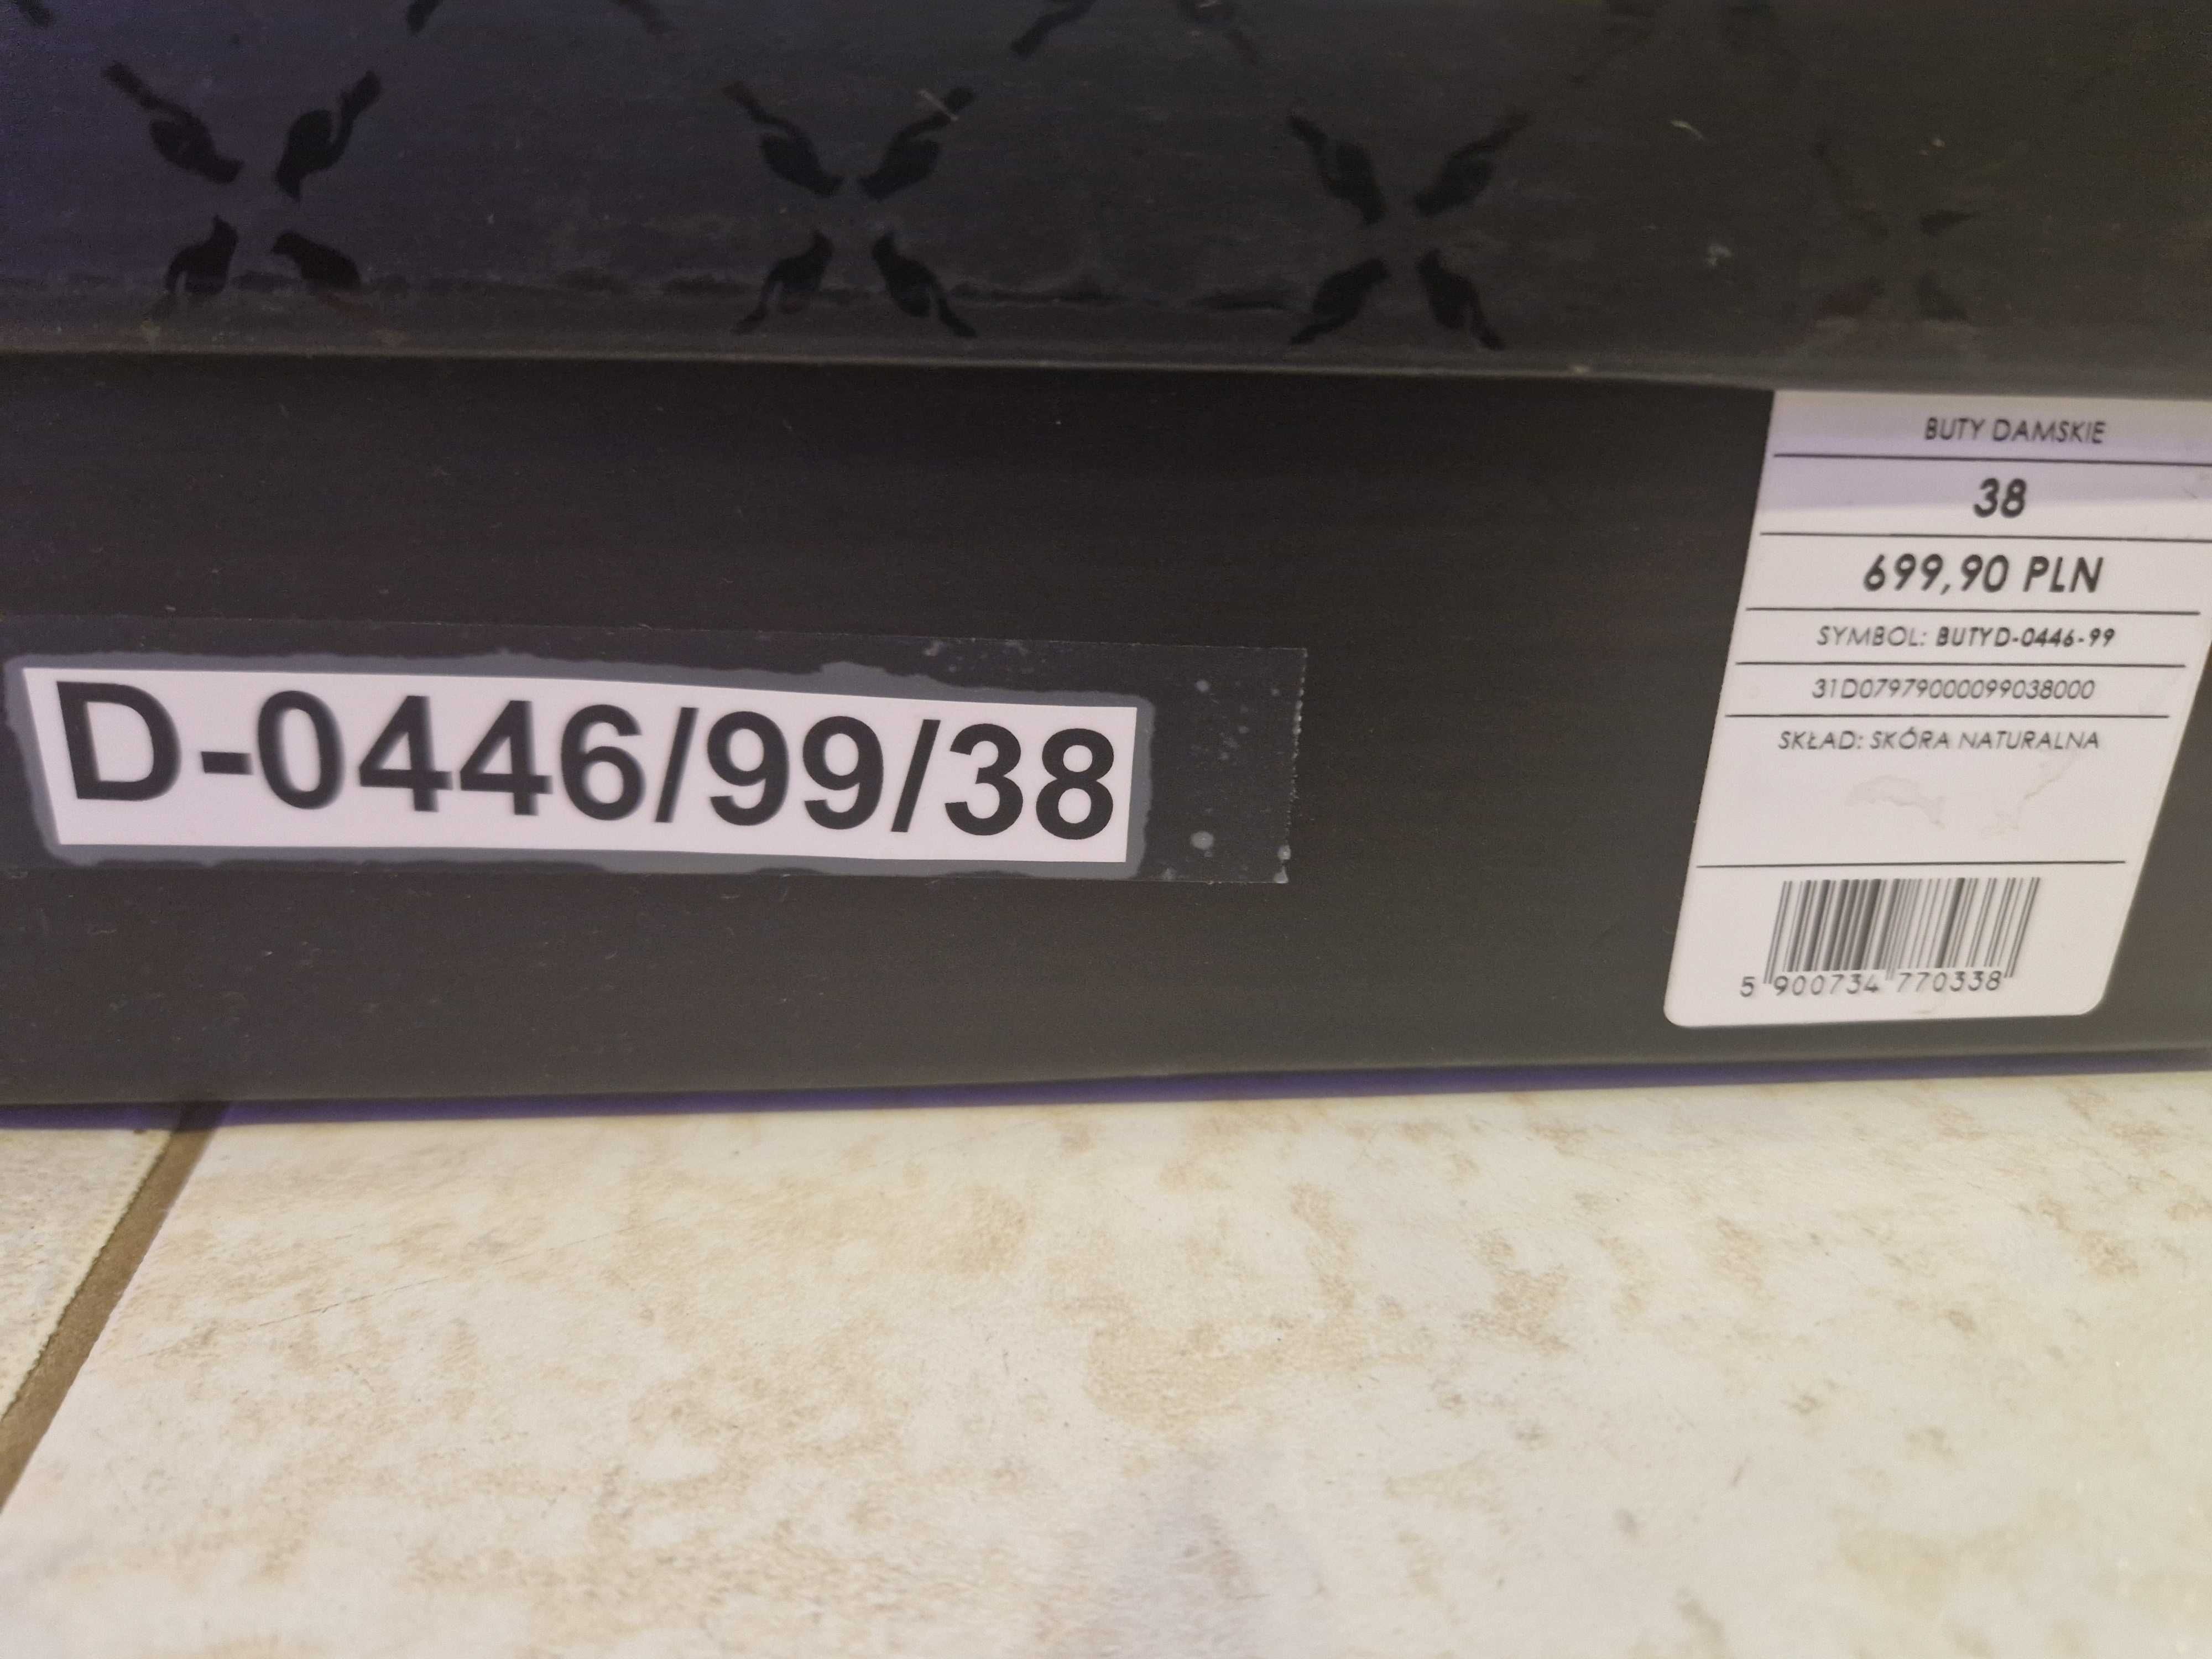 D-0446/99/38
BUTY DAMSKIE
38
699,90 PLN
SYMBOL: BUTYD-0446-99
31D07979000099038000
SKŁAD: SKÓRA NATURALNA
5 900734 770338